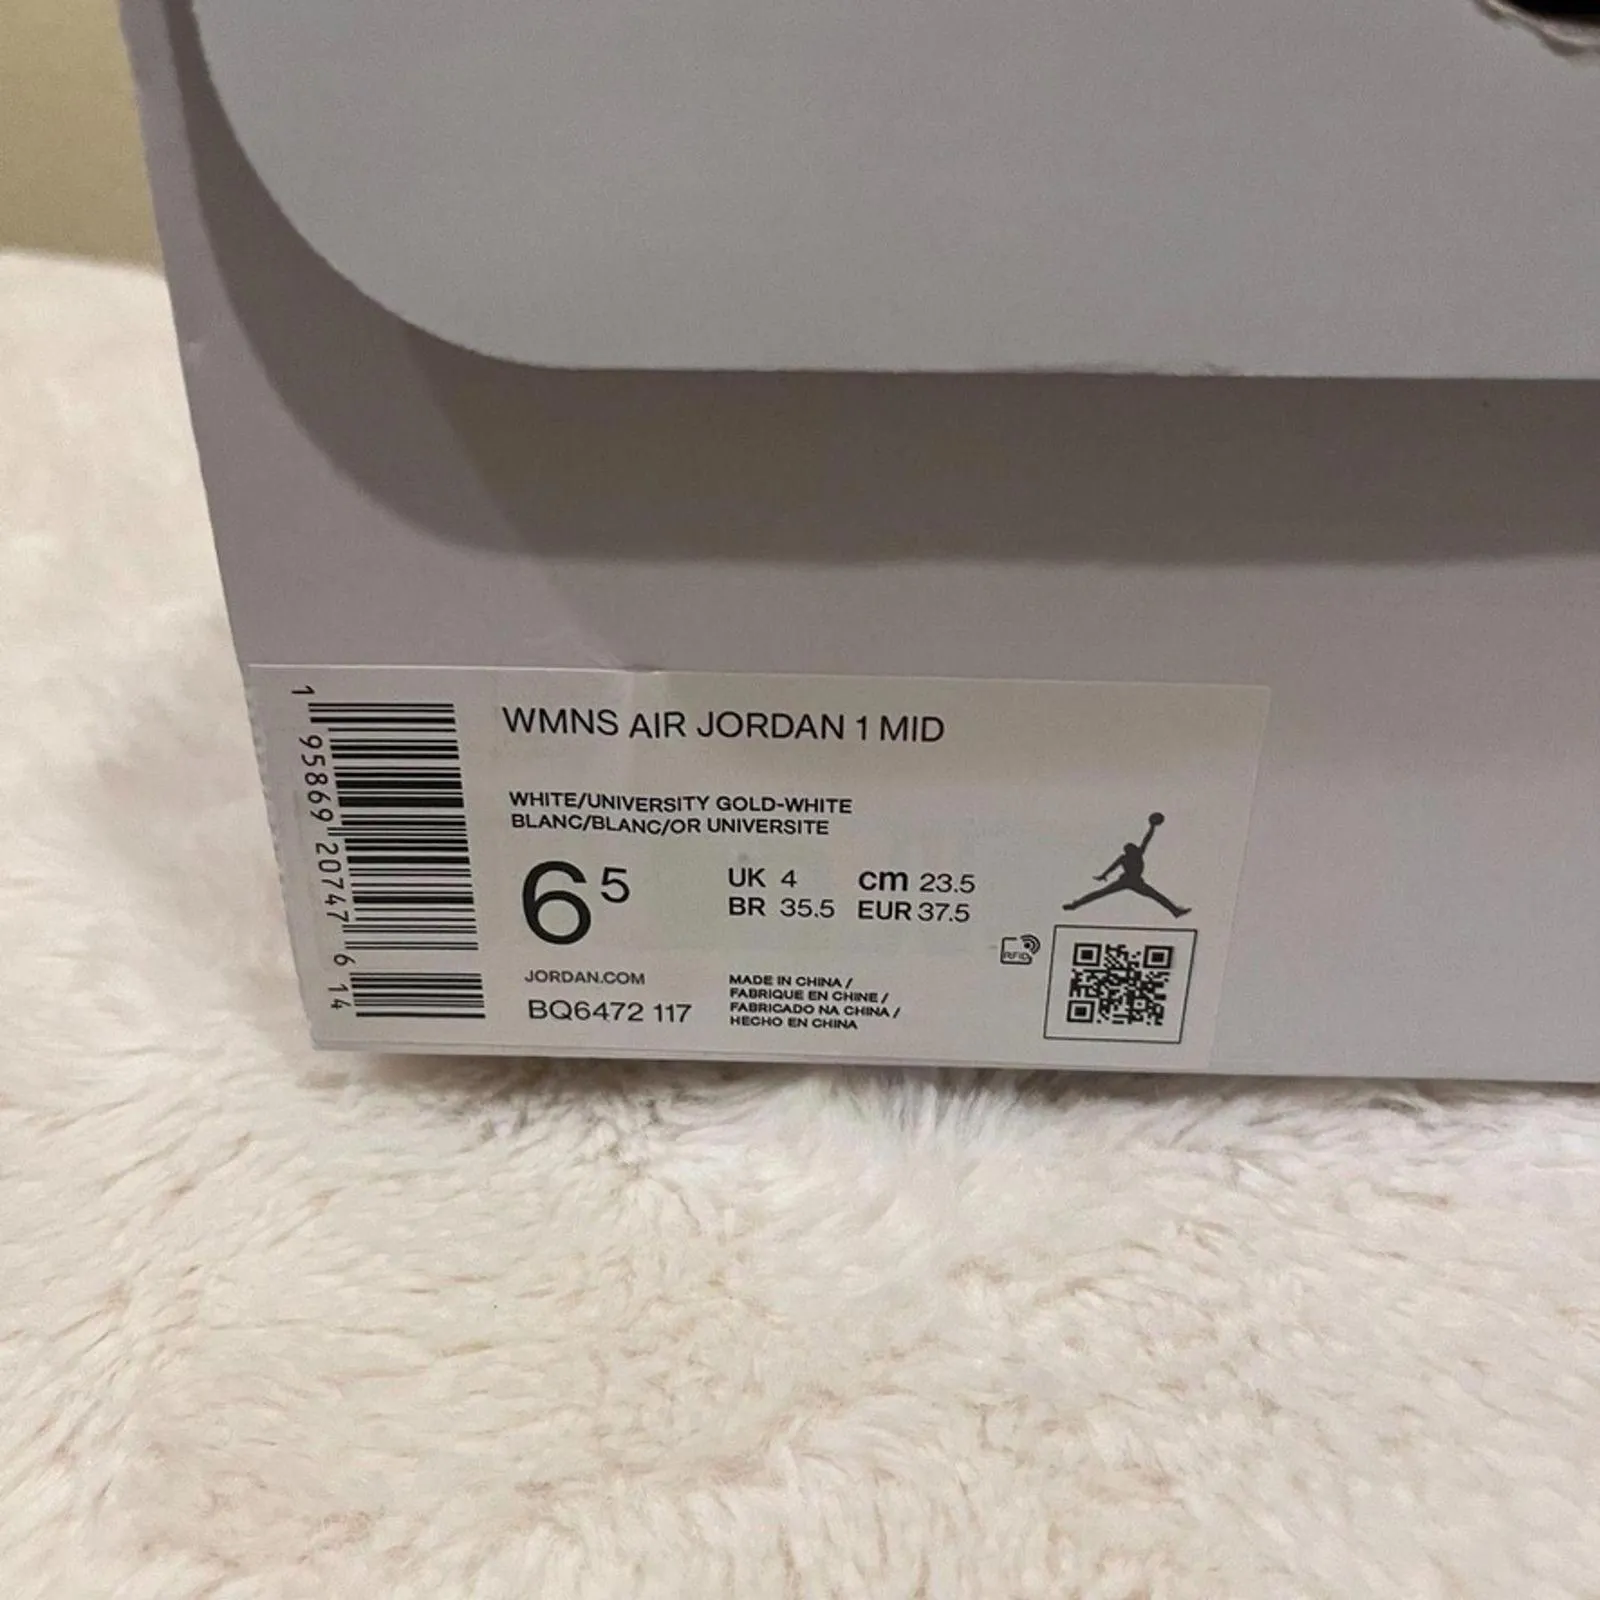 WMNS AIR JORDAN 1 MID
WHITE/UNIVERSITY GOLD-WHITE
BLANC/BLANC/OR UNIVERSITE
6 5
UK 4 cm 23.5
BR 35.5 EUR 37.5
RFID
JORDAN.COM
BQ6472 117
MADE IN CHINA /
FABRIQUE EN CHINE /
FABRICADO NA CHINA /
HECHO EN CHINA
1 95869 20747 6 14